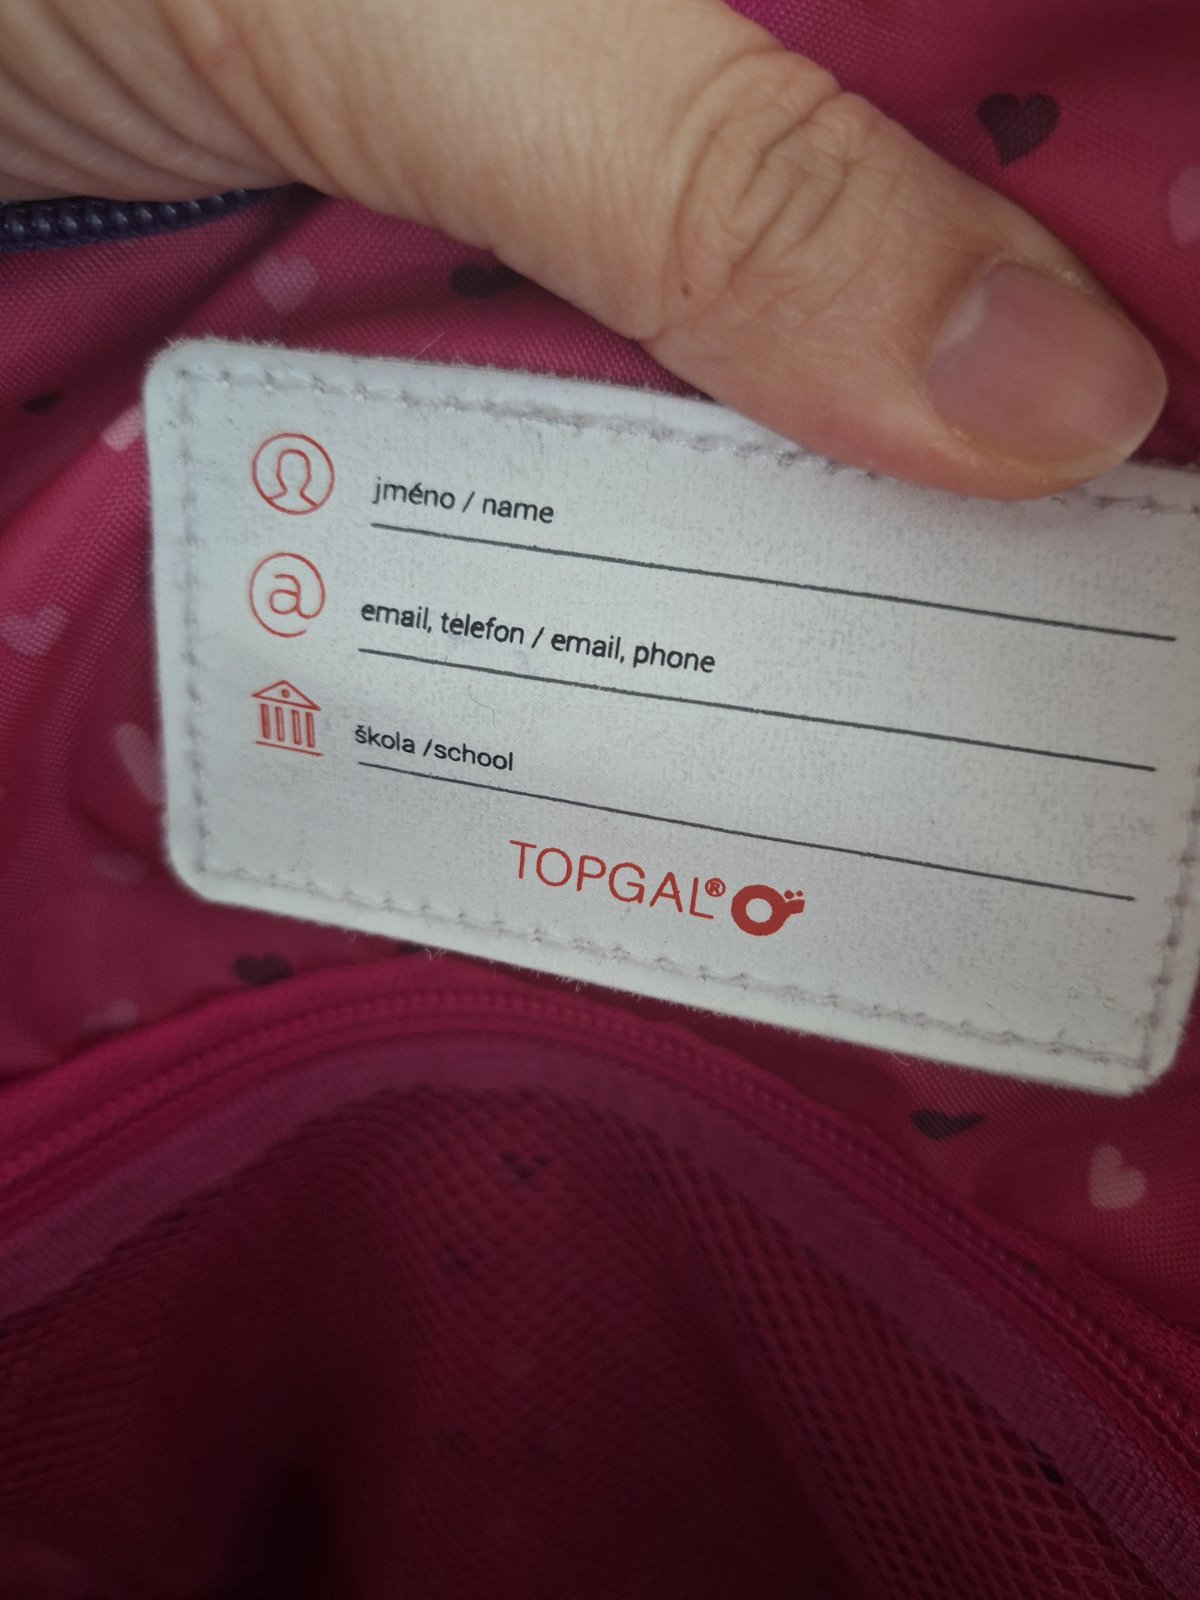 jméno / name
email, telefon / email, phone
škola /school
TOPGAL®